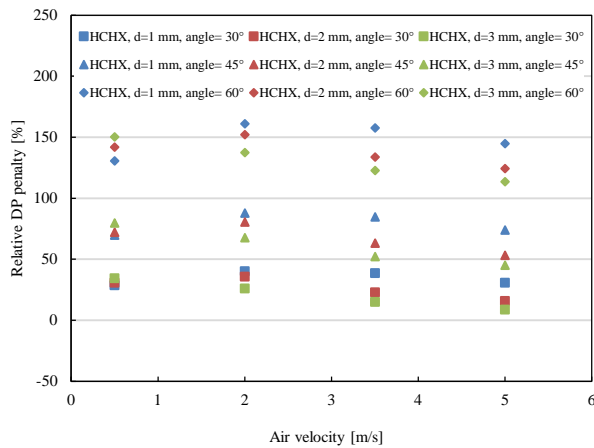 250
HCHX, d=1 mm, angle= 30° HCHX, d=2 mm, angle= 30° HCHX, d=3 mm, angle= 30°
HCHX, d=1 mm, angle= 45° HCHX, d=2 mm, angle= 45° HCHX, d=3 mm, angle= 45°
200
HCHX, d=1 mm, angle= 60° HCHX, d=2 mm, angle= 60° HCHX, d=3 mm, angle= 60°
150
100
50
0
-50
Relative DP penalty [%]
0 1 2 3 4 5 6
Air velocity [m/s]